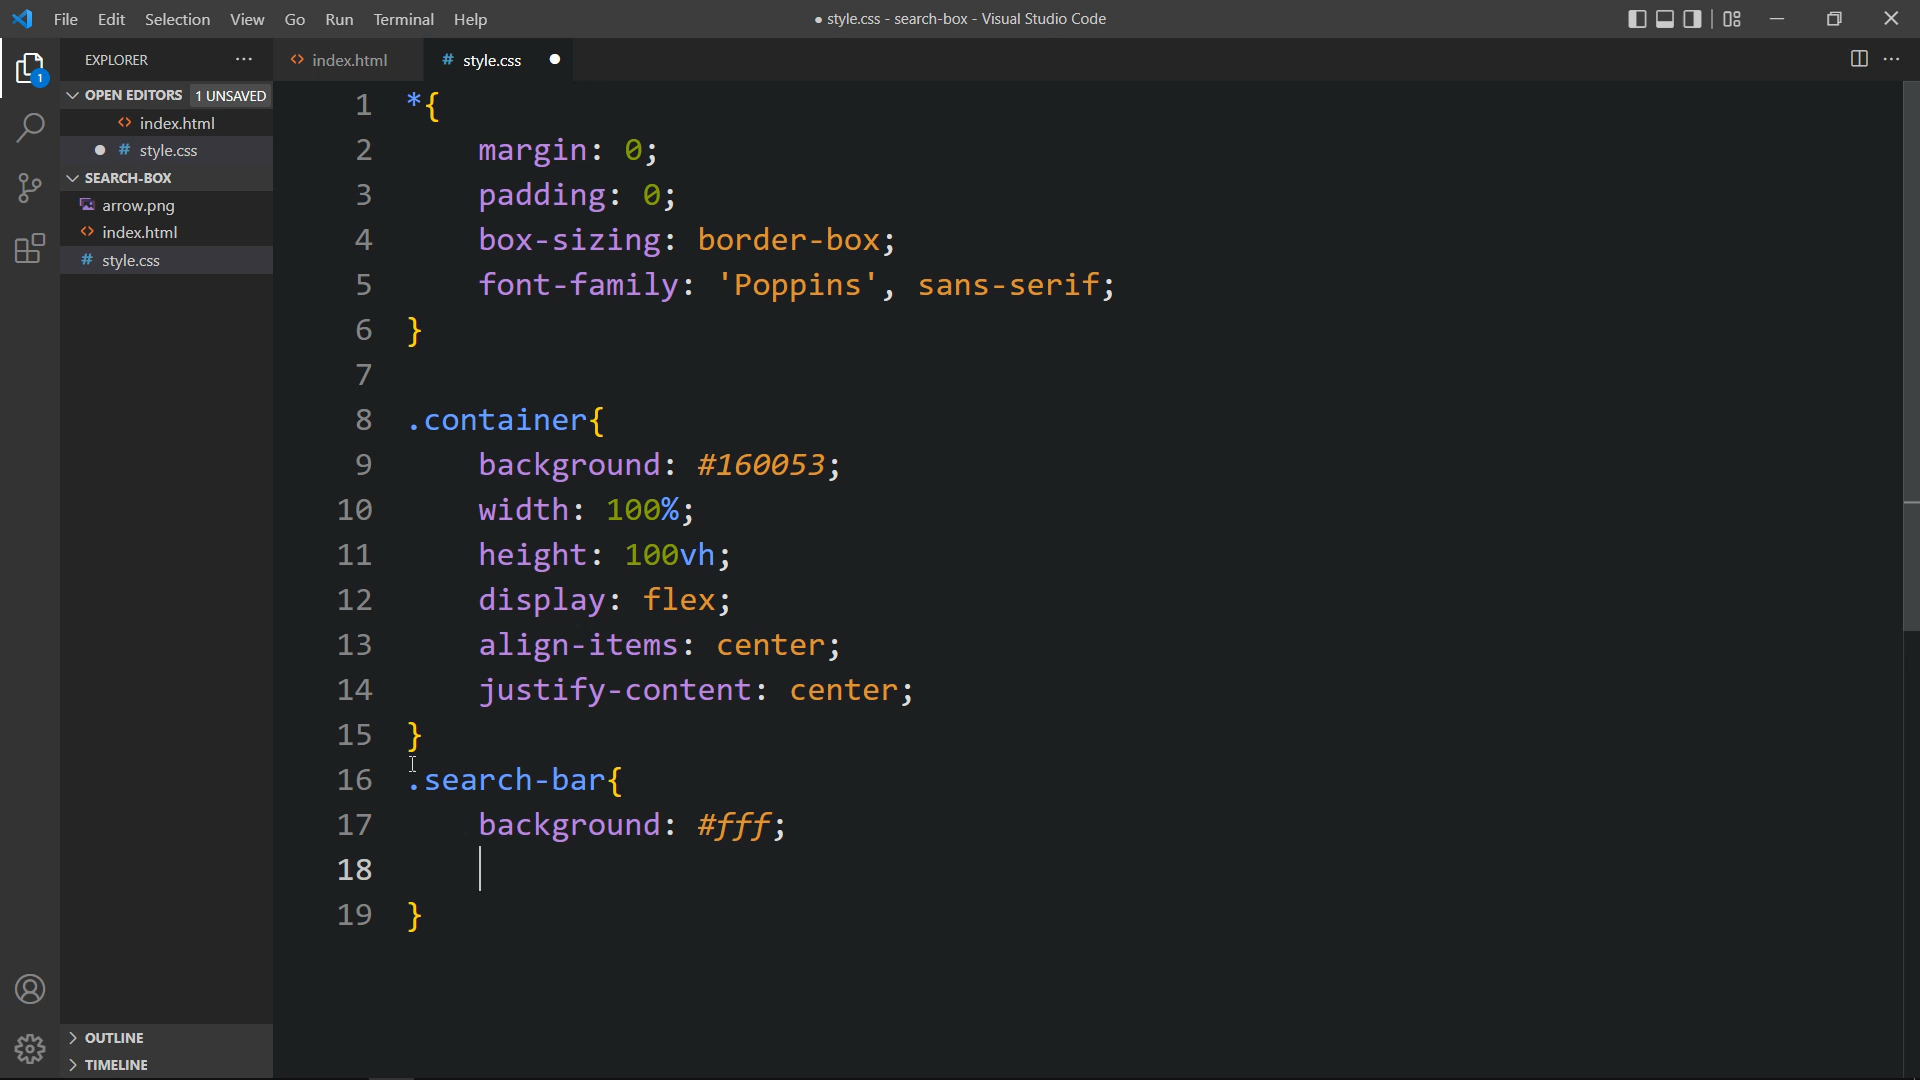 File Edit Selection View Go Run Terminal Help
● style.css - search-box - Visual Studio Code
EXPLORER
index.html
# style.css
OPEN EDITORS 1 UNSAVED
index.html
# style.css
SEARCH-BOX
arrow.png
index.html
# style.css
OUTLINE
TIMELINE
1
1 *{
2 margin: 0;
3 padding: 0;
4 box-sizing: border-box;
5 font-family: 'Poppins', sans-serif;
6 }
7
8 .container{
9 background: #160053;
10 width: 100%;
11 height: 100vh;
12 display: flex;
13 align-items: center;
14 justify-content: center;
15 }
16 .search-bar{
17 background: #fff;
18
19 }